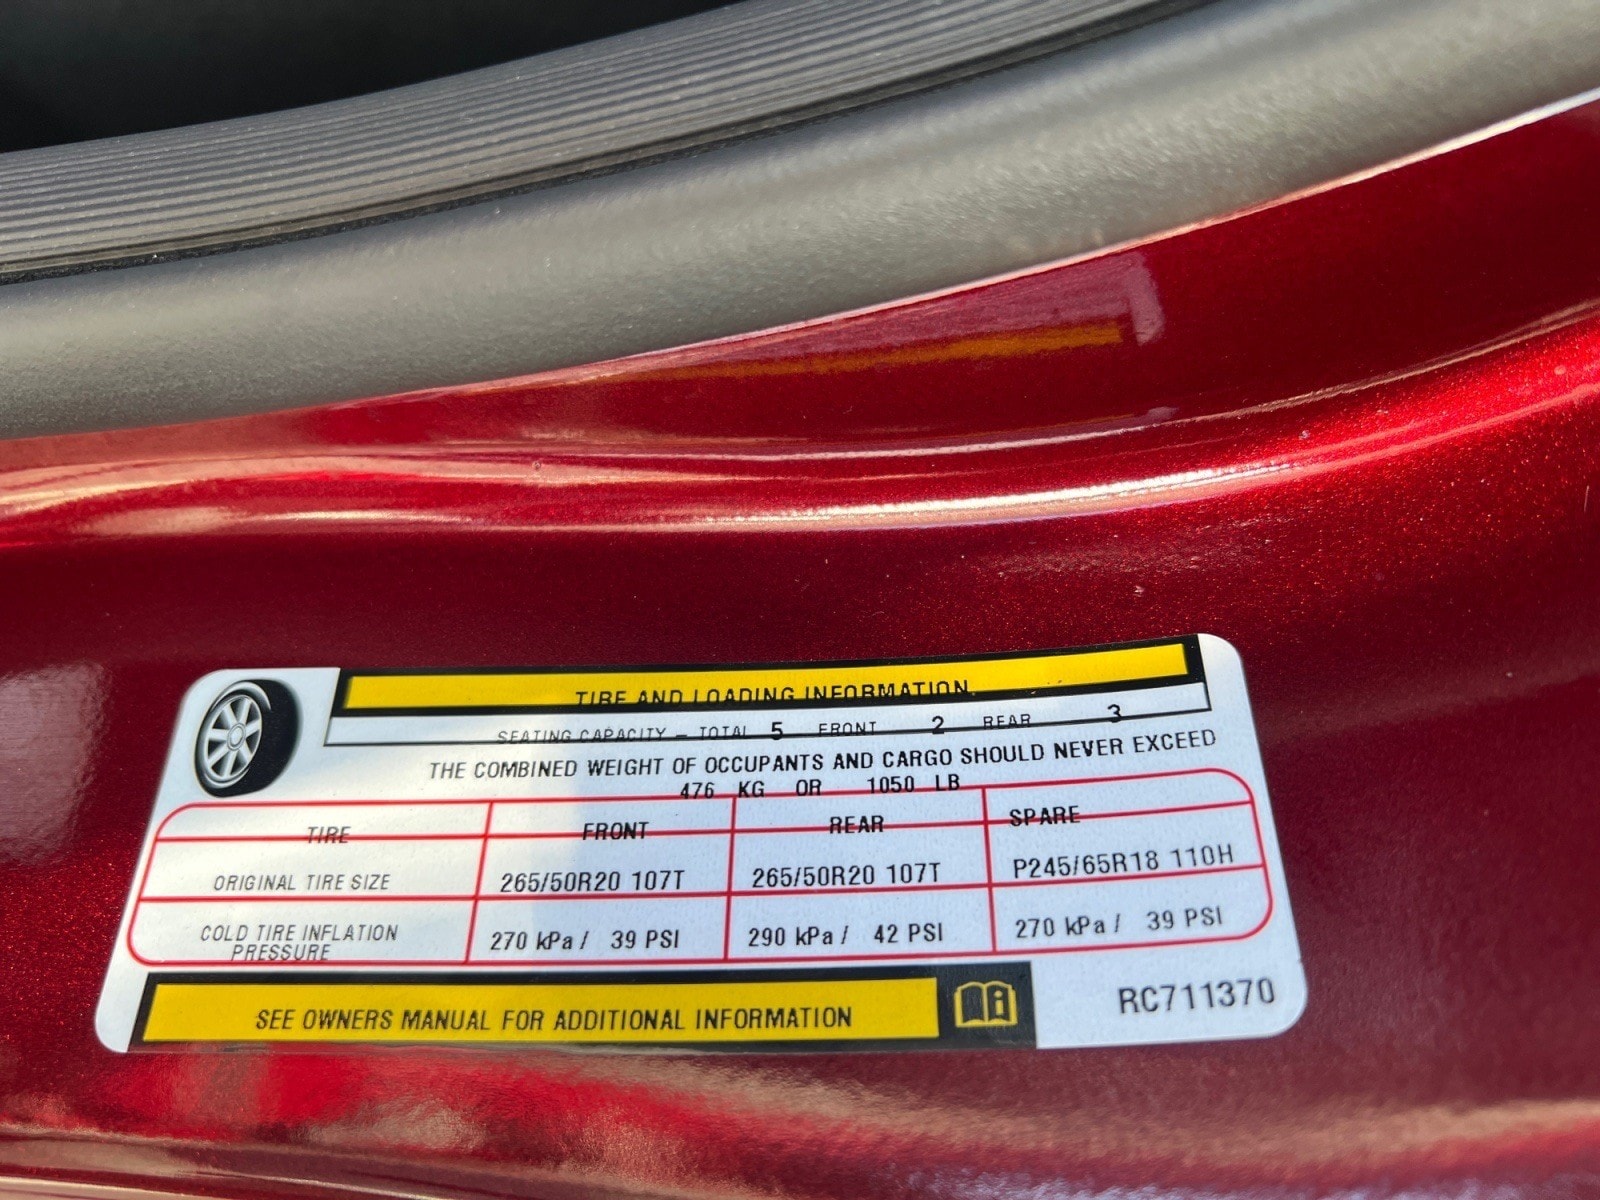 TIRE AND LOADING INFORMATION
SEATING CAPACITY – TOTAL 5 FRONT 2 REAR 3
THE COMBINED WEIGHT OF OCCUPANTS AND CARGO SHOULD NEVER EXCEED
476 KG OR 1050 LB
TIRE FRONT REAR SPARE
ORIGINAL TIRE SIZE 265/50R20 107T 265/50R20 107T P245/65R18 110H
COLD TIRE INFLATION
PRESSURE 270 kPa / 39 PSI 290 kPa / 42 PSI 270 kPa / 39 PSI
SEE OWNERS MANUAL FOR ADDITIONAL INFORMATION
RC711370